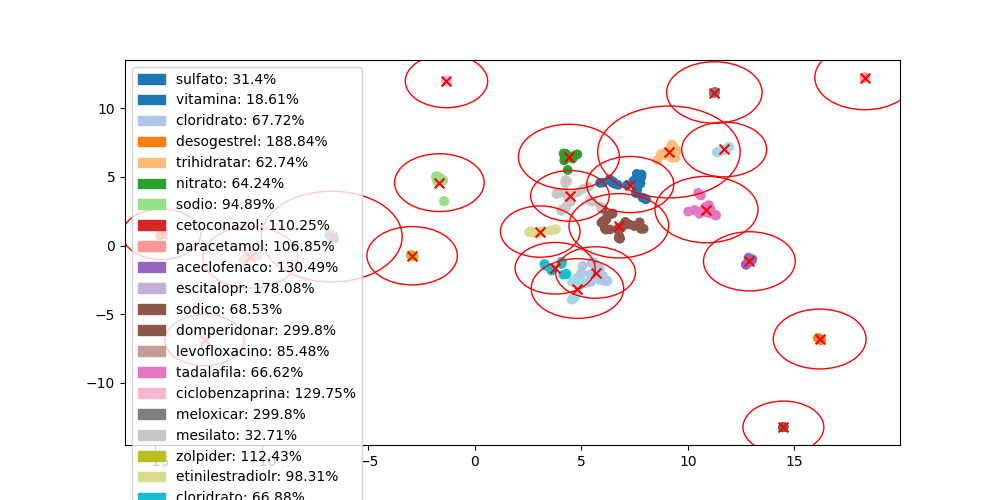 sulfato: 31.4%
vitamina: 18.61%
cloridrato: 67.72%
desogestrel: 188.84%
trihidratar: 62.74%
nitrato: 64.24%
sodio: 94.89%
cetoconazol: 110.25%
paracetamol: 106.85%
aceclofenaco: 130.49%
escitalopr: 178.08%
sodico: 68.53%
domperidonar: 299.8%
levofloxacino: 85.48%
tadalafila: 66.62%
ciclobenzaprina: 129.75%
meloxicar: 299.8%
mesilato: 32.71%
zolpider: 112.43%
etinilestradiolr: 98.31%
cloridrato: 66.88%
10
5
0
−5
−10
−15 −10 −5 0 5 10 15